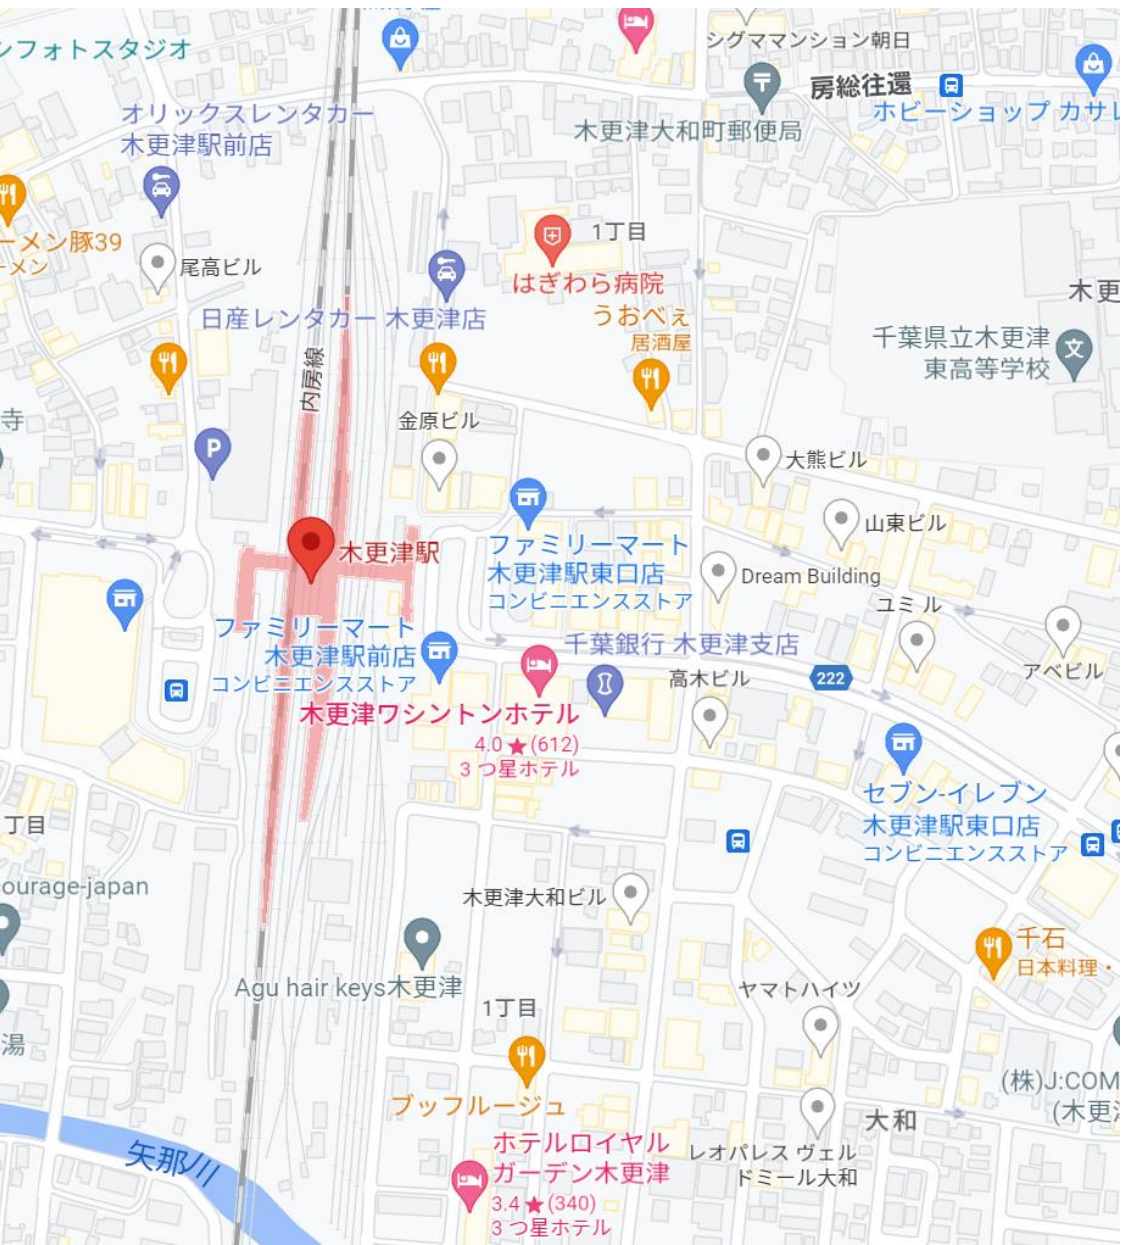 ンフォトスタジオ
シグママンション朝日
房総往還
ホビーショップ カサレ
オリックスレンタカー
木更津駅前店
木更津大和町郵便局
ーメン豚39
ーメン
尾高ビル
1丁目
はぎわら病院
日産レンタカー 木更津店
うおべぇ
居酒屋
木更
千葉県立木更津
東高等学校
内房線
寺
金原ビル
P
大熊ビル
山東ビル
木更津駅
ファミリーマート
木更津駅東口店
コンビニエンスストア
Dream Building
ユミル
ファミリーマート
木更津駅前店
コンビニエンスストア
千葉銀行 木更津支店
高木ビル
222
アベビル
木更津ワシントンホテル
4.0★(612)
3 つ星ホテル
セブン-イレブン
木更津駅東口店
コンビニエンスストア
丁目
ourage-japan
木更津大和ビル
千石
日本料理・
Agu hair keys木更津
ヤマトハイツ
1丁目
湯
(株)J:COM
(木更
ブッフルージュ
大和
矢那川
ホテルロイヤル
ガーデン木更津
3.4★(340)
3 つ星ホテル
レオパレス ヴェル
ドミール大和